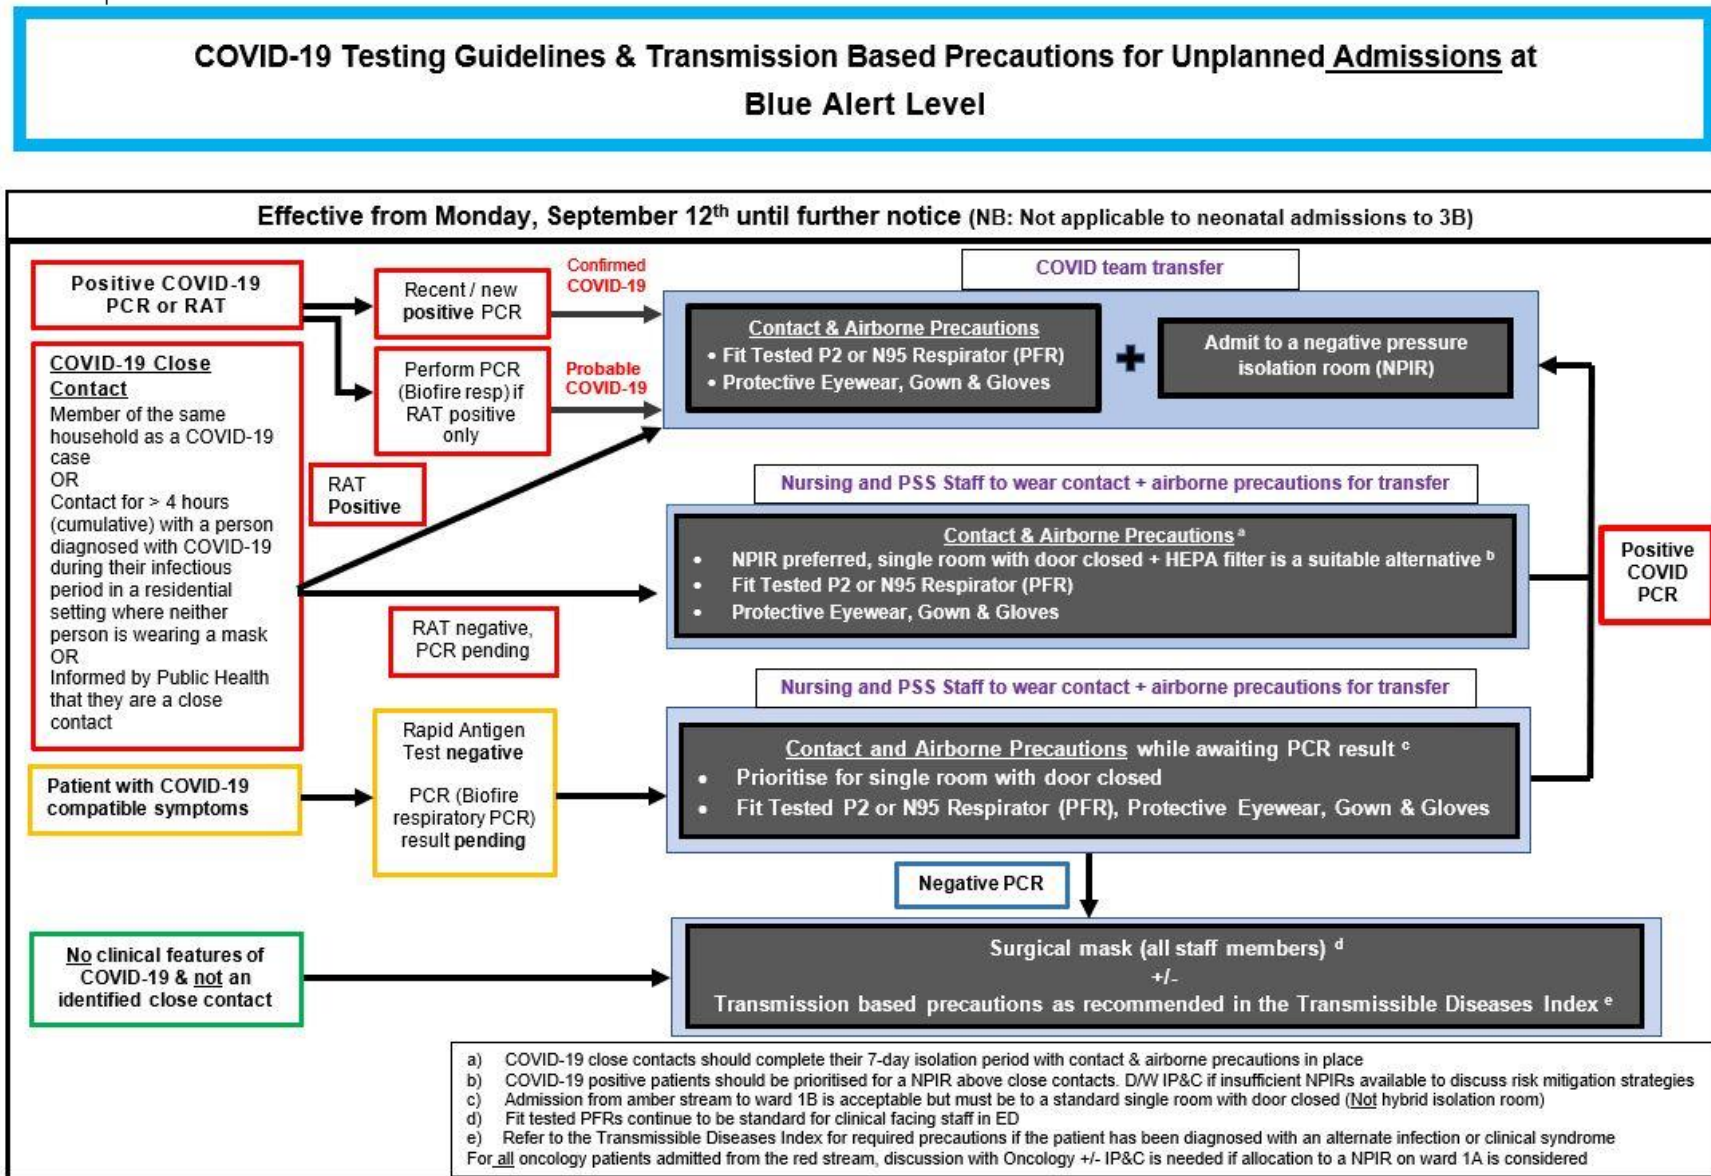 COVID-19 Testing Guidelines & Transmission Based Precautions for Unplanned Admissions at
Blue Alert Level
Effective from Monday, September 12th until further notice (NB: Not applicable to neonatal admissions to 3B)
Positive COVID-19
PCR or RAT
Recent / new
positive PCR
Confirmed
COVID-19
Perform PCR
(Biofire resp) if
RAT positive
only
Probable
COVID-19
COVID team transfer
Contact & Airborne Precautions
• Fit Tested P2 or N95 Respirator (PFR)
• Protective Eyewear, Gown & Gloves
+
Admit to a negative pressure
isolation room (NPIR)
COVID-19 Close
Contact
Member of the same
household as a COVID-19
case
OR
Contact for > 4 hours
(cumulative) with a person
diagnosed with COVID-19
during their infectious
period in a residential
setting where neither
person is wearing a mask
OR
Informed by Public Health
that they are a close
contact
RAT
Positive
RAT negative,
PCR pending
Nursing and PSS Staff to wear contact + airborne precautions for transfer
Contact & Airborne Precautions a
• NPIR preferred, single room with door closed + HEPA filter is a suitable alternative b
• Fit Tested P2 or N95 Respirator (PFR)
• Protective Eyewear, Gown & Gloves
Positive
COVID
PCR
Patient with COVID-19
compatible symptoms
Rapid Antigen
Test negative
PCR (Biofire
respiratory PCR)
result pending
Nursing and PSS Staff to wear contact + airborne precautions for transfer
Contact and Airborne Precautions while awaiting PCR result c
• Prioritise for single room with door closed
• Fit Tested P2 or N95 Respirator (PFR), Protective Eyewear, Gown & Gloves
Negative PCR
No clinical features of
COVID-19 & not an
identified close contact
Surgical mask (all staff members) d
+/-
Transmission based precautions as recommended in the Transmissible Diseases Index e
a) COVID-19 close contacts should complete their 7-day isolation period with contact & airborne precautions in place
b) COVID-19 positive patients should be prioritised for a NPIR above close contacts. D/W IP&C if insufficient NPIRs available to discuss risk mitigation strategies
c) Admission from amber stream to ward 1B is acceptable but must be to a standard single room with door closed (Not hybrid isolation room)
d) Fit tested PFRs continue to be standard for clinical facing staff in ED
e) Refer to the Transmissible Diseases Index for required precautions if the patient has been diagnosed with an alternate infection or clinical syndrome
For all oncology patients admitted from the red stream, discussion with Oncology +/- IP&C is needed if allocation to a NPIR on ward 1A is considered